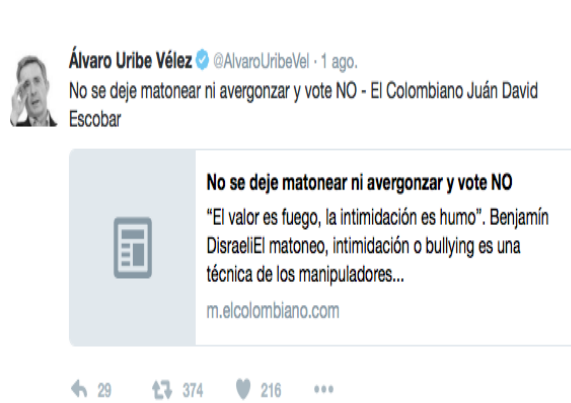 Álvaro Uribe Vélez @AlvaroUribeVel · 1 ago.
No se deje matonear ni avergonzar y vote NO - El Colombiano Juán David
Escobar
No se deje matonear ni avergonzar y vote NO
“El valor es fuego, la intimidación es humo”. Benjamín
DisraeliEl matoneo, intimidación o bullying es una
técnica de los manipuladores...
m.elcolombiano.com
29 374 216